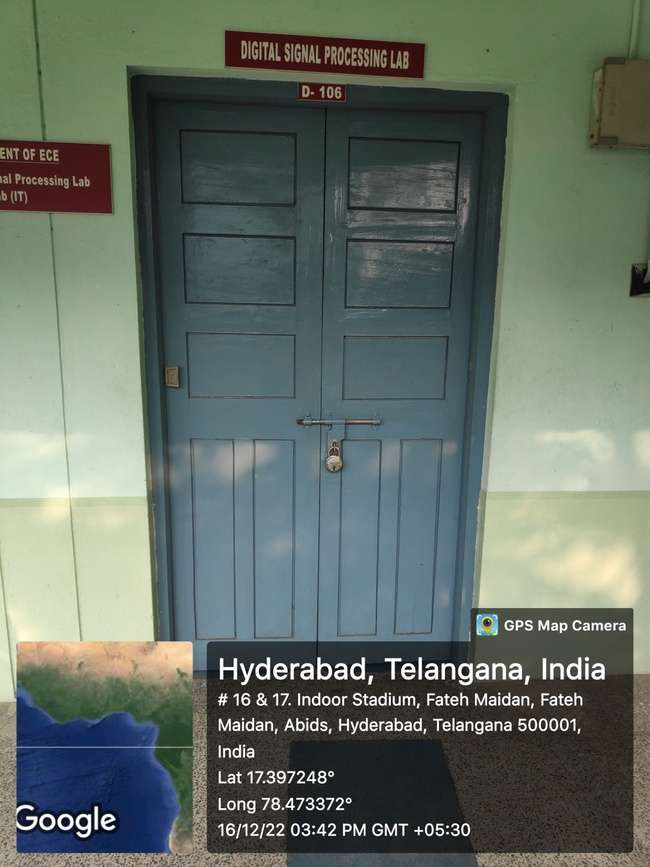 DIGITAL SIGNAL PROCESSING LAB
D- 106
ENT OF ECE
nal Processing Lab
b (IT)
GPS Map Camera
Hyderabad, Telangana, India
# 16 & 17. Indoor Stadium, Fateh Maidan, Fateh
Maidan, Abids, Hyderabad, Telangana 500001,
India
Lat 17.397248°
Long 78.473372°
16/12/22 03:42 PM GMT +05:30
Google